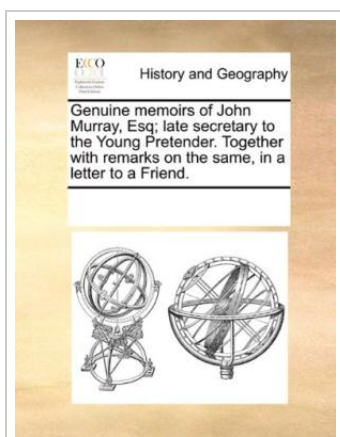 ECCO
History and Geography
Genuine memoirs of John
Murray, Esq; late secretary to
the Young Pretender. Together
with remarks on the same, in a
letter to a Friend.